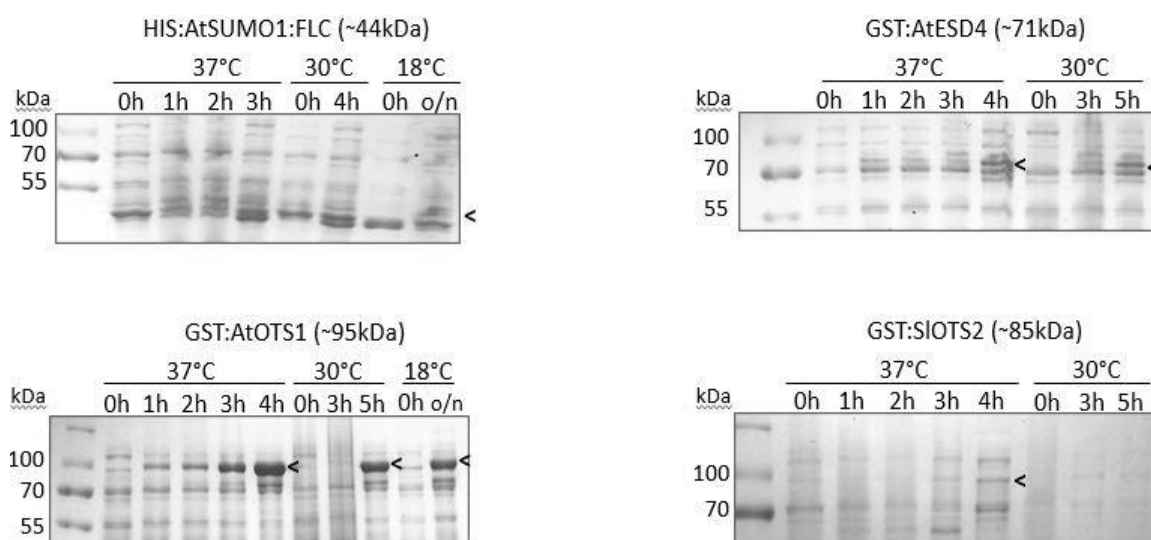 HIS:AtSUMO1:FLC (~44kDa)
37°C 30°C 18°C
kDa 0h 1h 2h 3h 0h 4h 0h o/n
100
70
55
<
GST:AtESD4 (~71kDa)
37°C 30°C
kDa 0h 1h 2h 3h 4h 0h 3h 5h
100
70 < <
55
GST:AtOTS1 (~95kDa)
37°C 30°C 18°C
kDa 0h 1h 2h 3h 4h 0h 3h 5h 0h o/n
100 < < <
70
55
GST:SlOTS2 (~85kDa)
37°C 30°C
kDa 0h 1h 2h 3h 4h 0h 3h 5h
100 <
70